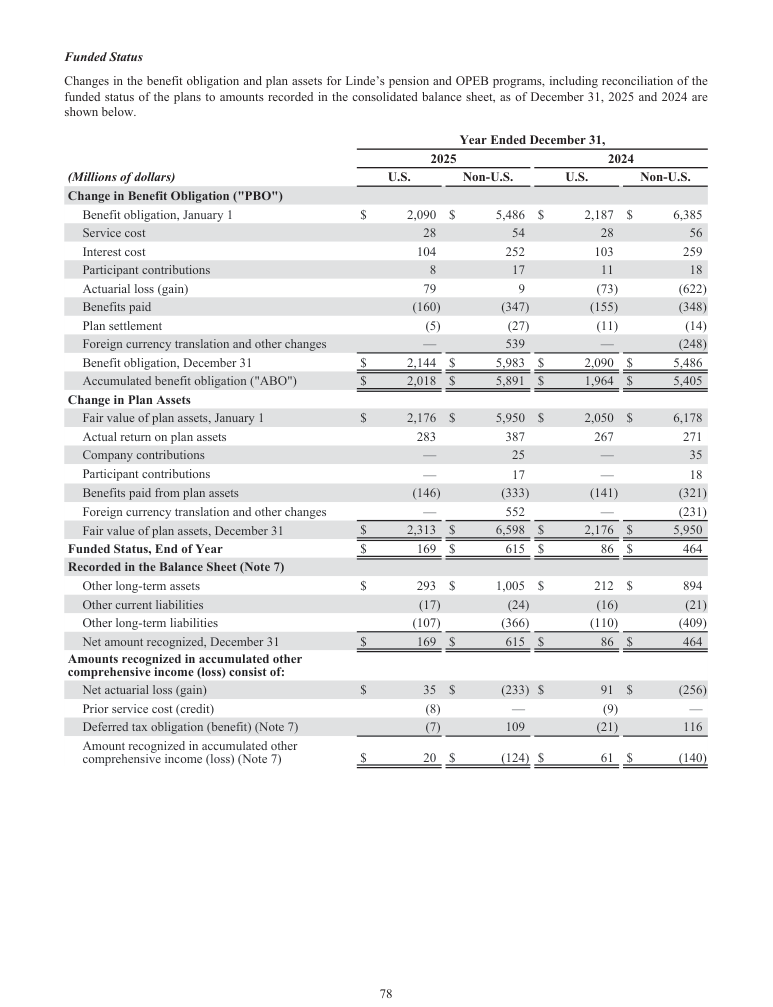 Funded Status
Changes in the benefit obligation and plan assets for Linde's pension and OPEB programs, including reconciliation of the
funded status of the plans to amounts recorded in the consolidated balance sheet, as of December 31, 2025 and 2024 are
shown below.
Year Ended December 31,
2025 2024
(Millions of dollars) U.S. Non-U.S. U.S. Non-U.S.
Change in Benefit Obligation ("PBO")
Benefit obligation, January 1 $ 2,090 $ 5,486 $ 2,187 $ 6,385
Service cost 28 54 28 56
Interest cost 104 252 103 259
Participant contributions 8 17 11 18
Actuarial loss (gain) 79 9 (73) (622)
Benefits paid (160) (347) (155) (348)
Plan settlement (5) (27) (11) (14)
Foreign currency translation and other changes — 539 — (248)
Benefit obligation, December 31 $ 2,144 $ 5,983 $ 2,090 $ 5,486
Accumulated benefit obligation ("ABO") $ 2,018 $ 5,891 $ 1,964 $ 5,405
Change in Plan Assets
Fair value of plan assets, January 1 $ 2,176 $ 5,950 $ 2,050 $ 6,178
Actual return on plan assets 283 387 267 271
Company contributions — 25 — 35
Participant contributions — 17 — 18
Benefits paid from plan assets (146) (333) (141) (321)
Foreign currency translation and other changes — 552 — (231)
Fair value of plan assets, December 31 $ 2,313 $ 6,598 $ 2,176 $ 5,950
Funded Status, End of Year $ 169 $ 615 $ 86 $ 464
Recorded in the Balance Sheet (Note 7)
Other long-term assets $ 293 $ 1,005 $ 212 $ 894
Other current liabilities (17) (24) (16) (21)
Other long-term liabilities (107) (366) (110) (409)
Net amount recognized, December 31 $ 169 $ 615 $ 86 $ 464
Amounts recognized in accumulated other
comprehensive income (loss) consist of:
Net actuarial loss (gain) $ 35 $ (233) $ 91 $ (256)
Prior service cost (credit) (8) — (9) —
Deferred tax obligation (benefit) (Note 7) (7) 109 (21) 116
Amount recognized in accumulated other
comprehensive income (loss) (Note 7) $ 20 $ (124) $ 61 $ (140)
78